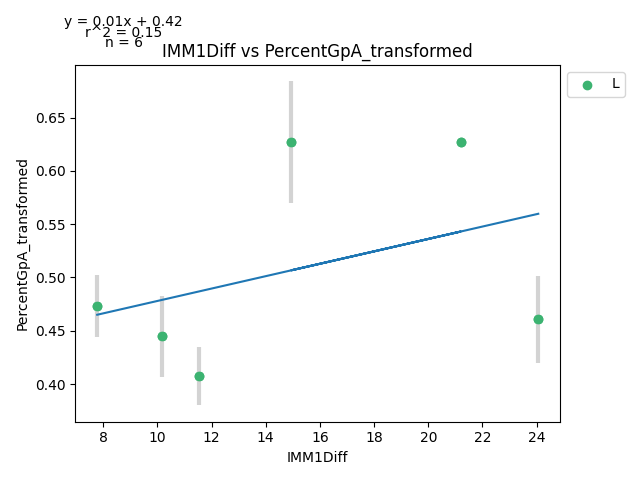 y = 0.01x + 0.42
r^2 = 0.15
n = 6
IMM1Diff vs PercentGpA_transformed
L
PercentGpA_transformed
0.65
0.60
0.55
0.50
0.45
0.40
8 10 12 14 16 18 20 22 24
IMM1Diff